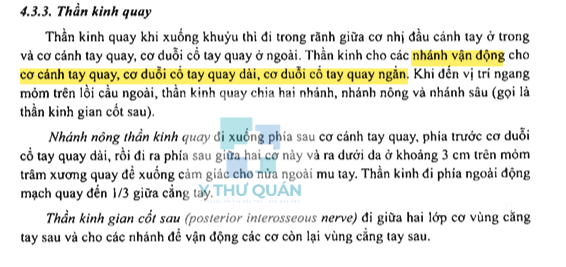 4.3.3. Thần kinh quay
Thần kinh quay khi xuống khuỷu thì đi trong rãnh giữa cơ nhị đầu cánh tay ở trong
và cơ cánh tay quay, cơ duỗi cổ tay quay ở ngoài. Thần kinh cho các nhánh vận động cho
cơ cánh tay quay, cơ duỗi cổ tay quay dài, cơ duỗi cổ tay quay ngắn. Khi đến vị trí ngang
mỏm trên lồi cầu ngoài, thần kinh quay chia hai nhánh, nhánh nông và nhánh sâu (gọi là
thần kinh gian cốt sau).
Nhánh nông thần kinh quay đi xuống phía sau cơ cánh tay quay, phía trước cơ duỗi
cổ tay quay dài, rồi đi ra phía sau giữa hai cơ này và ra dưới da ở khoảng 3 cm trên mỏm
trâm xương quay để xuống cảm giác cho nửa ngoài mu tay. Thần kinh đi phía ngoài động
mạch quay đến 1/3 giữa cẳng tay.
Y THƯ QUÁN
Thần kinh gian cốt sau (posterior interosseous nerve) đi giữa hai lớp cơ vùng cẳng
tay sau và cho các nhánh để vận động các cơ còn lại vùng cẳng tay sau.